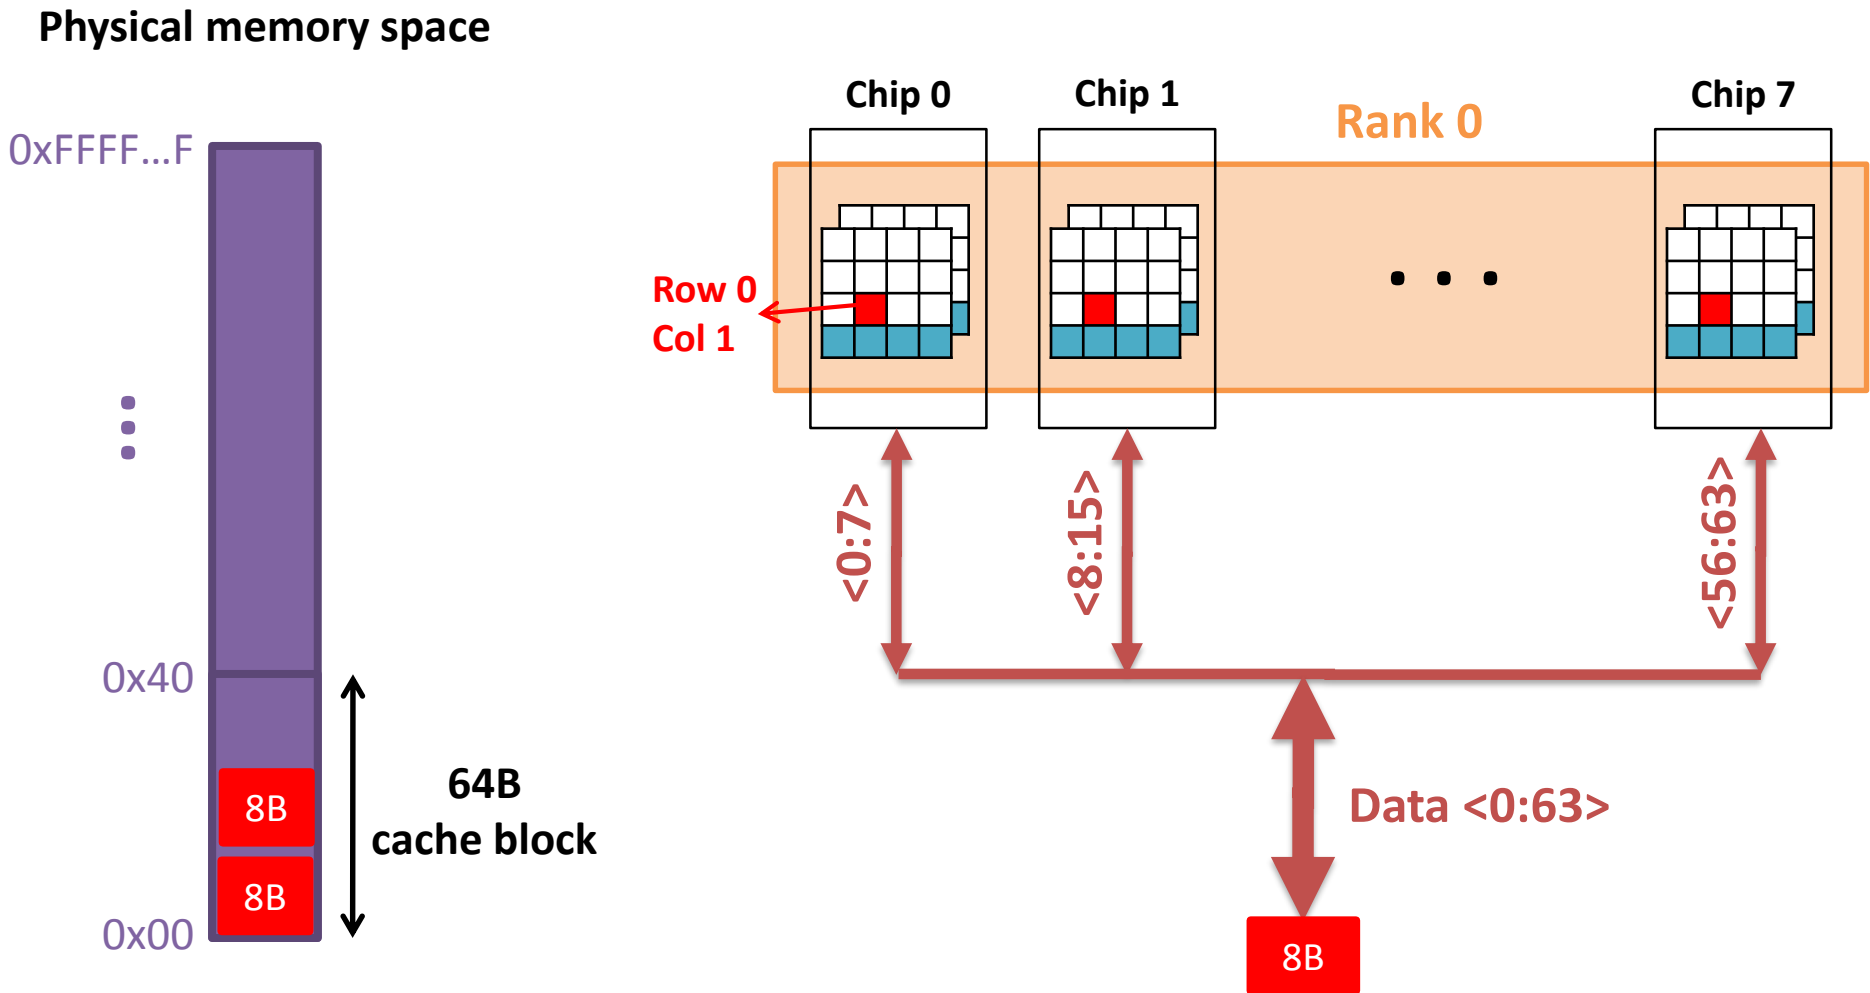 Physical memory space
0xFFFF...F
0x40
0x00
8B
8B
64B
cache block
Chip 0
Chip 1
Chip 7
Rank 0
Row 0
Col 1
<0:7>
<8:15>
<56:63>
Data <0:63>
8B